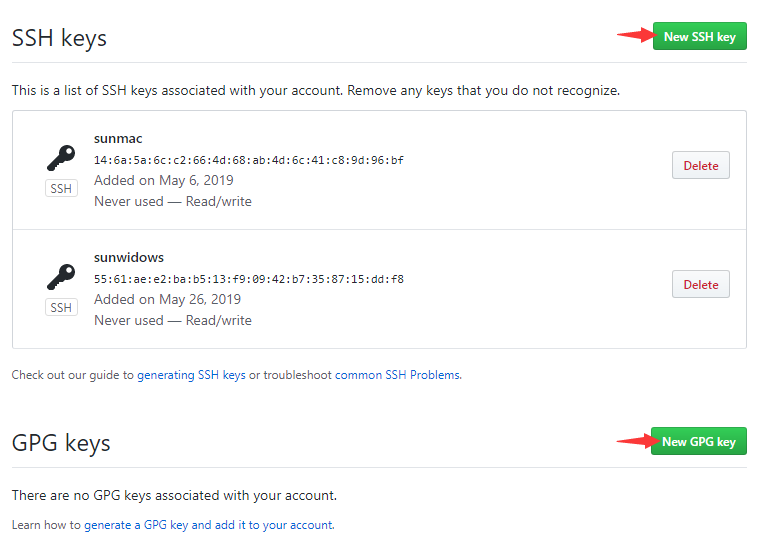 SSH keys
New SSH key
This is a list of SSH keys associated with your account. Remove any keys that you do not recognize.
sunmac
14:6a:5a:6c:c2:66:4d:68:ab:4d:6c:41:c8:9d:96:bf
Added on May 6, 2019
Never used — Read/write
SSH
Delete
sunwidows
55:61:ae:e2:ba:b5:13:f9:09:42:b7:35:87:15:dd:f8
Added on May 26, 2019
Never used — Read/write
SSH
Delete
Check out our guide to generating SSH keys or troubleshoot common SSH Problems.
GPG keys
New GPG key
There are no GPG keys associated with your account.
Learn how to generate a GPG key and add it to your account.